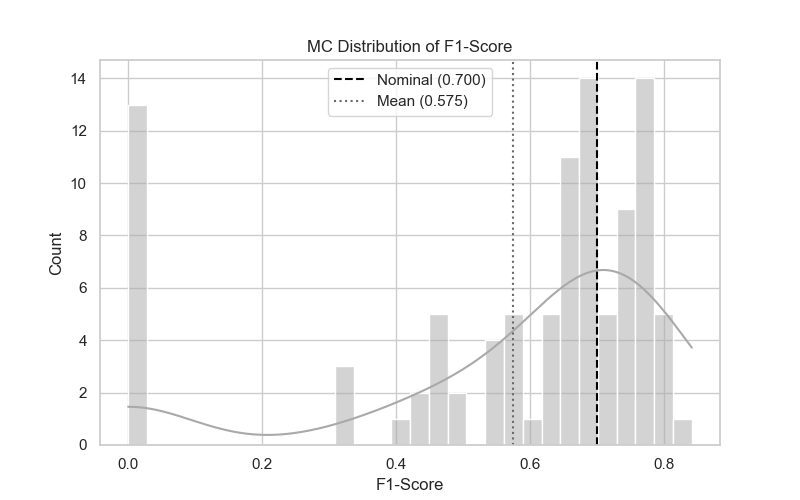 MC Distribution of F1-Score
Nominal (0.700)
Mean (0.575)
Count
14
12
10
8
6
4
2
0
0.0 0.2 0.4 0.6 0.8
F1-Score